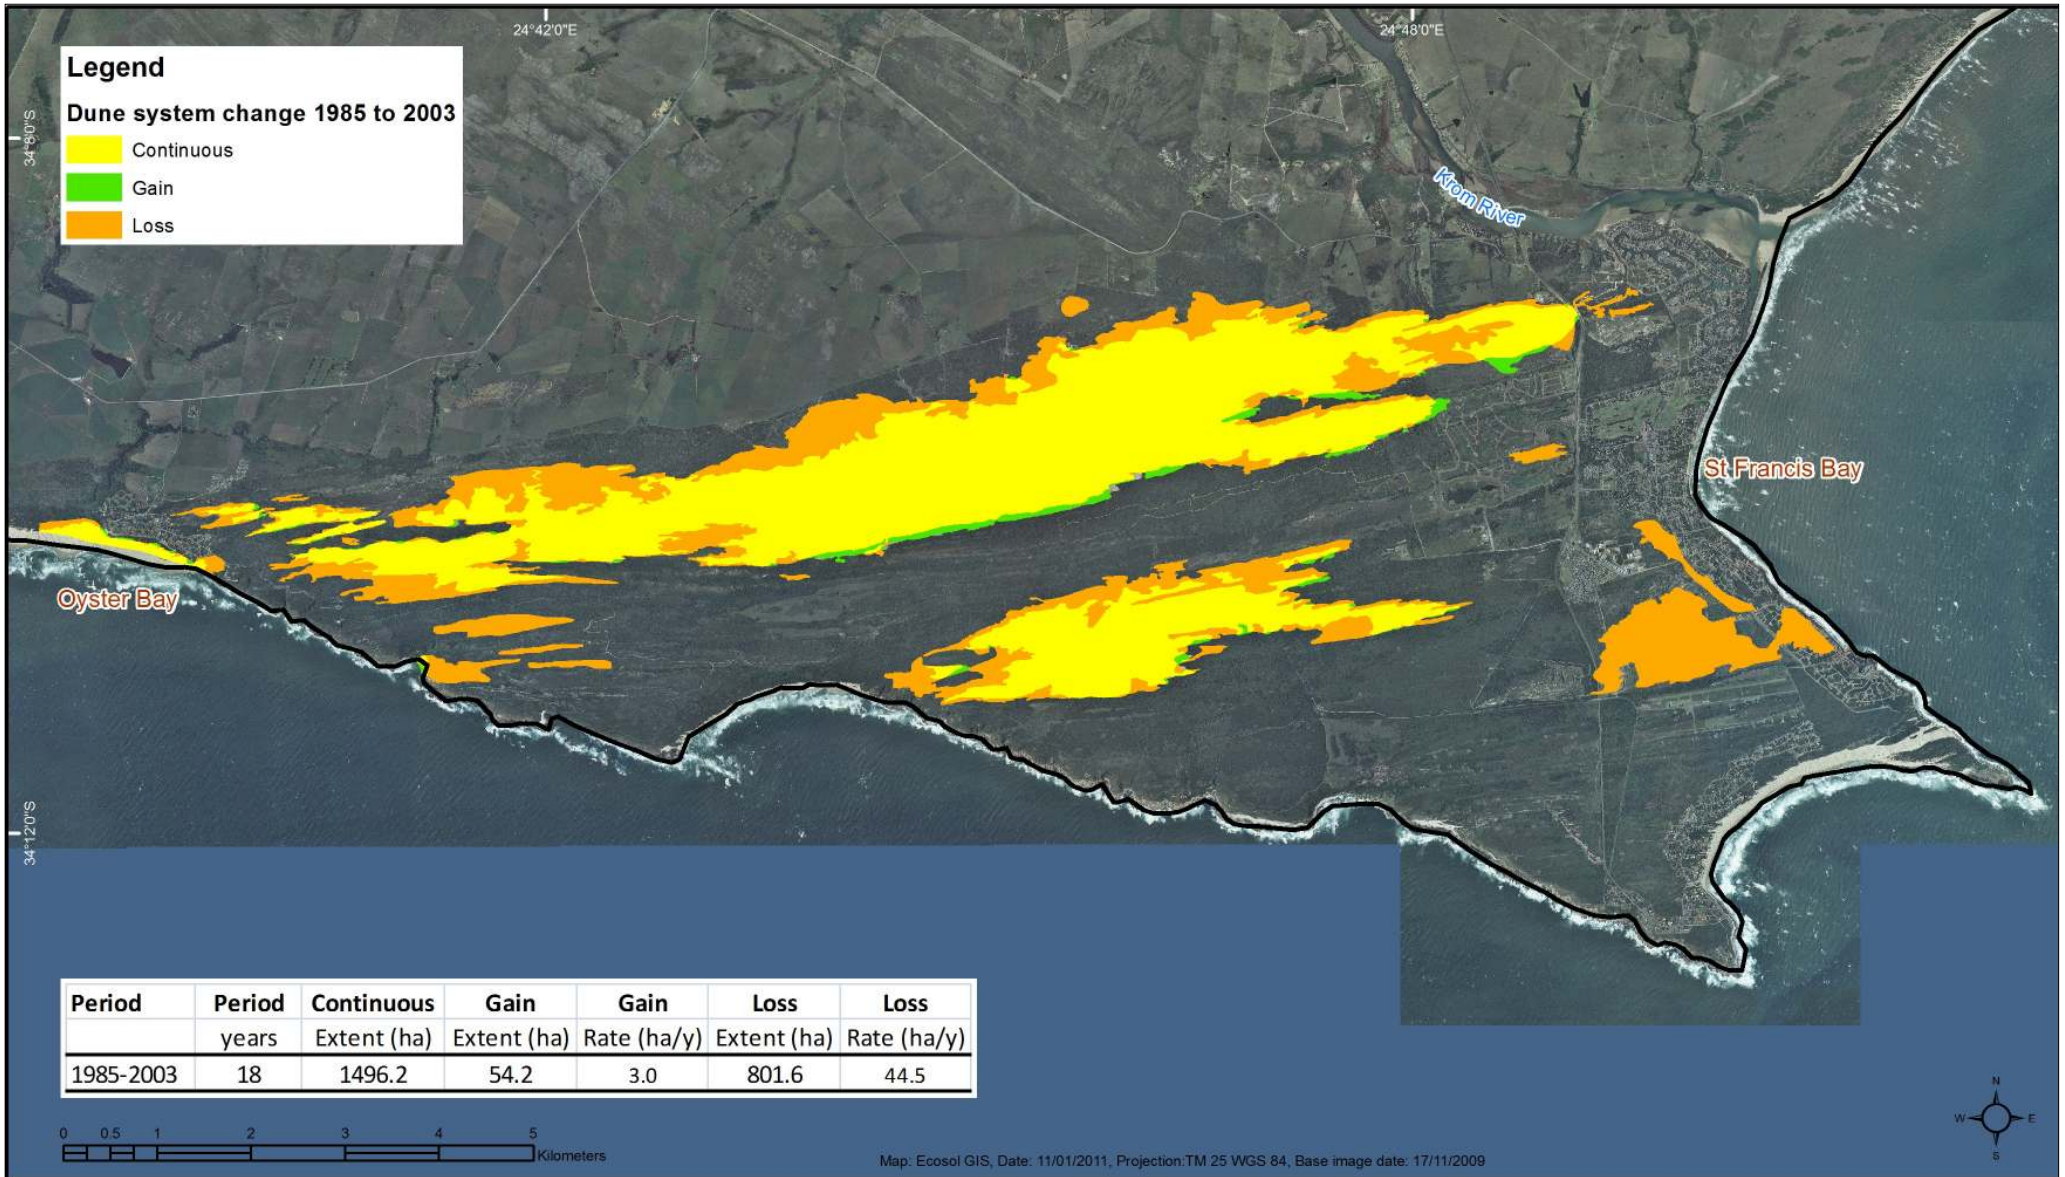 24°42'0"E
24°48'0"E
Legend
Dune system change 1985 to 2003
Continuous
Gain
Loss
34°8'0"S
Krom River
St Francis Bay
Oyster Bay
34°12'0"S
Period Period Continuous Gain Gain Loss Loss
years Extent (ha) Extent (ha) Rate (ha/y) Extent (ha) Rate (ha/y)
1985-2003 18 1496.2 54.2 3.0 801.6 44.5
N
W E
S
0 0.5 1 2 3 4 5
Kilometers
Map: Ecosol GIS, Date: 11/01/2011, Projection:TM 25 WGS 84, Base image date: 17/11/2009